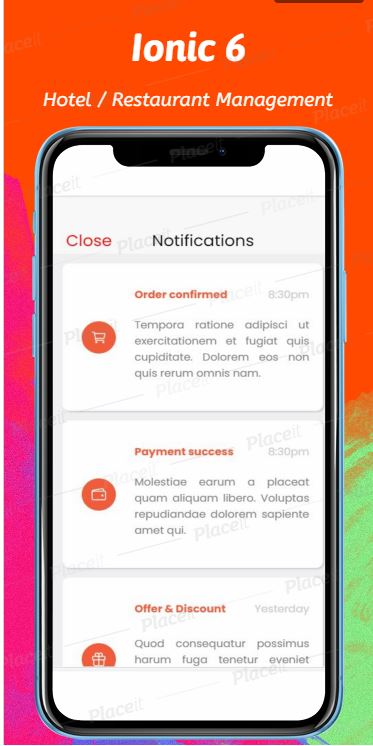 Ionic 6
Hotel / Restaurant Management
Close Notifications
Order confirmed 8:30pm
Tempora ratione adipisci ut
exercitationem et fugiat quis
cupiditate. Dolorem eos non
quis rerum omnis nam.
Payment success 8:30pm
Molestiae earum a placeat
quam aliquam libero. Voluptas
repudiandae dolorem sapiente
amet qui.
Offer & Discount Yesterday
Quod consequatur possimus
harum fuga tenetur eveniet
Placeit